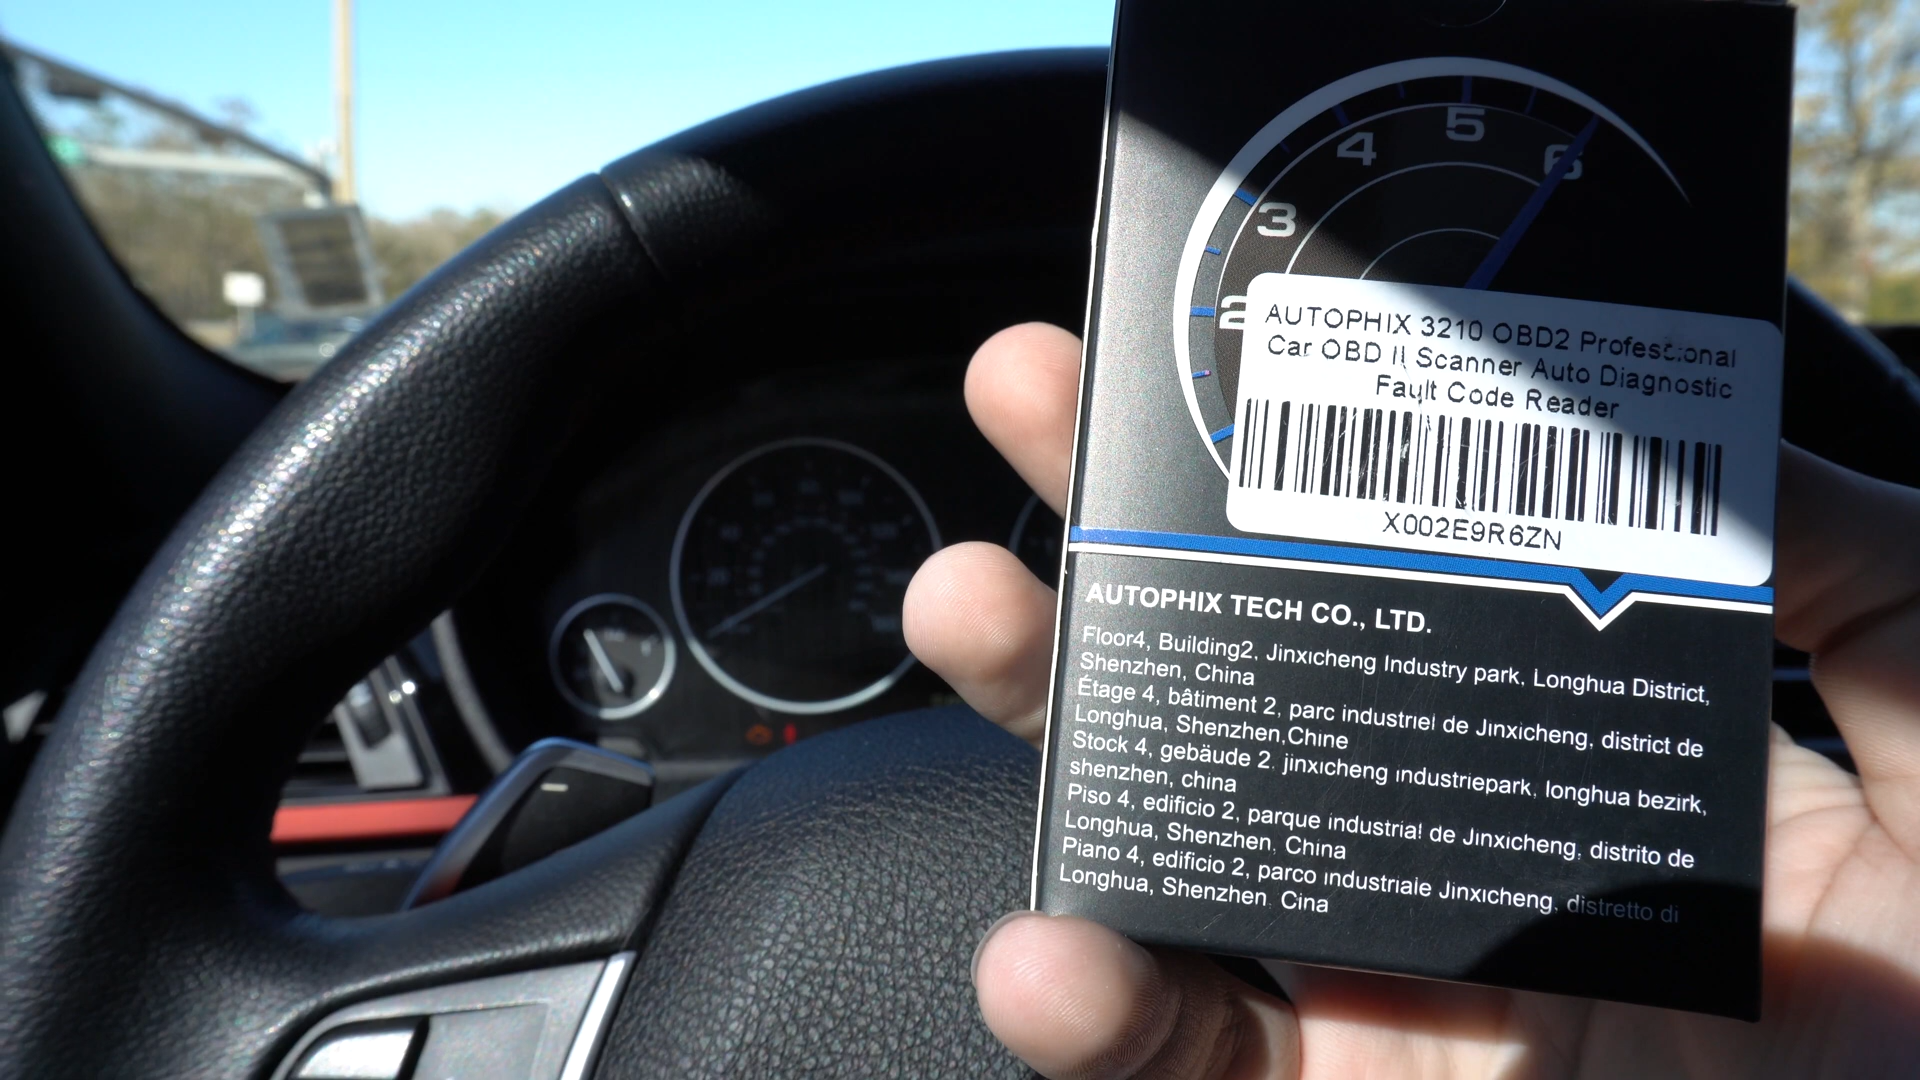 5
4
6
3
2
AUTOPHIX 3210 OBD2 Professional
Car OBD II Scanner Auto Diagnostic
Fault Code Reader
X002E9R6ZN
AUTOPHIX TECH CO., LTD.
Floor4, Building2, Jinxicheng Industry park, Longhua District,
Shenzhen, China
Étage 4, bâtiment 2, parc industriel de Jinxicheng, district de
Longhua, Shenzhen,Chine
Stock 4, gebäude 2, jinxicheng industriepark, longhua bezirk,
shenzhen, china
Piso 4, edificio 2, parque industrial de Jinxicheng, distrito de
Longhua, Shenzhen, China
Piano 4, edificio 2, parco industriale Jinxicheng, distretto di
Longhua, Shenzhen, Cina